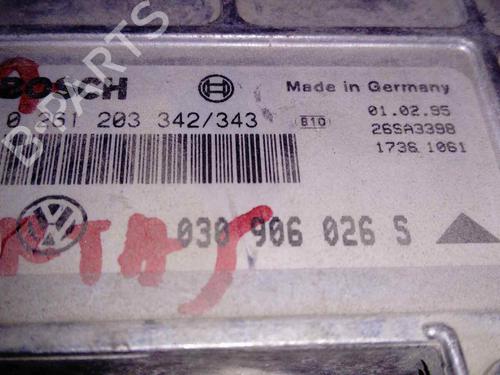 BOSCH
Made in Germany
0 261 203 342/343
B10
01.02.95
26SA3398
1736 1061
030 906 026 S
B-PARTS